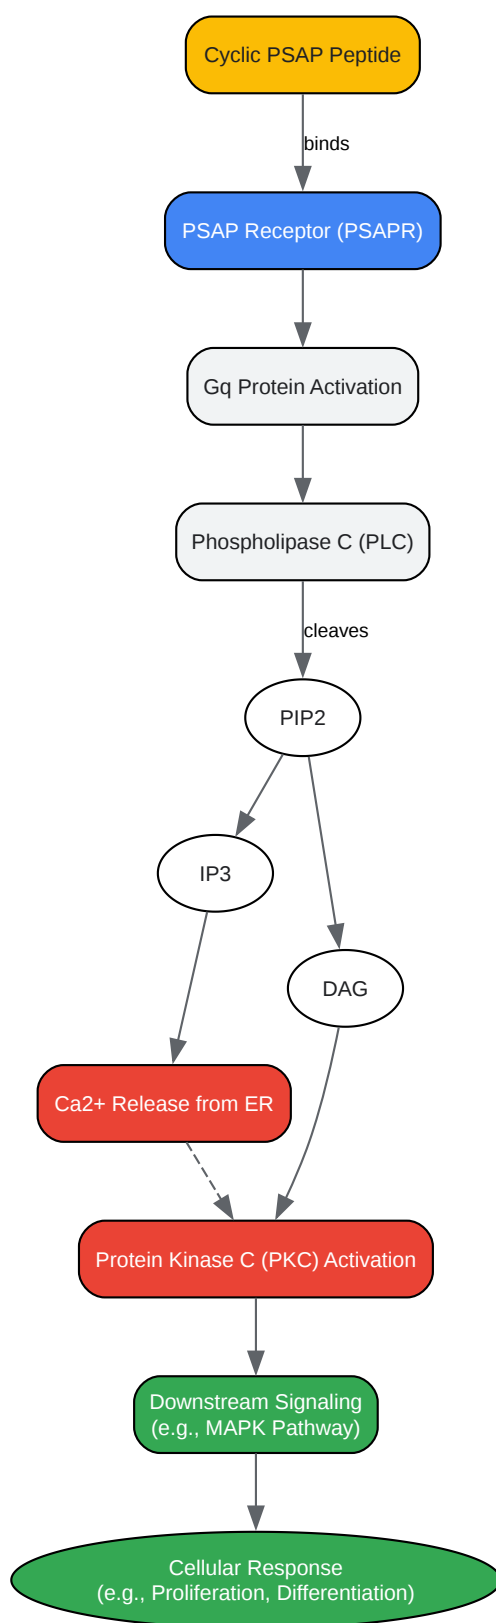 Cyclic PSAP Peptide
binds
PSAP Receptor (PSAPR)
Gq Protein Activation
Phospholipase C (PLC)
cleaves
PIP2
IP3
DAG
Ca2+ Release from ER
Protein Kinase C (PKC) Activation
Downstream Signaling
(e.g., MAPK Pathway)
Cellular Response
(e.g., Proliferation, Differentiation)